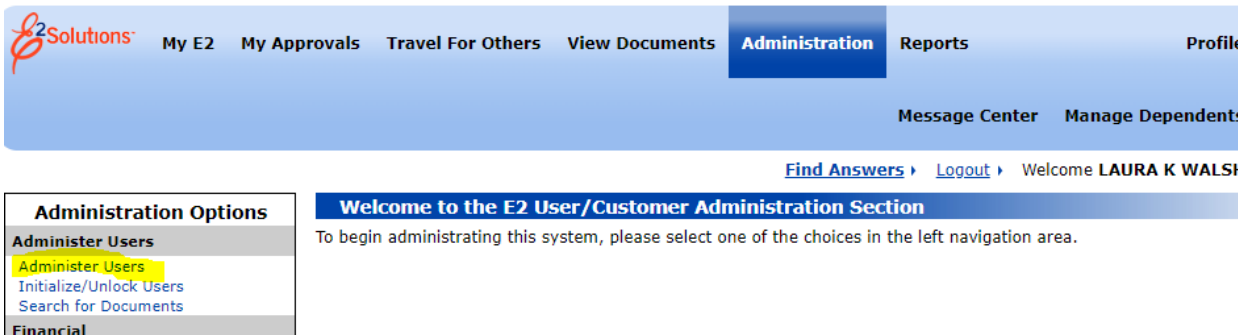 E2Solutions
My E2 My Approvals Travel For Others View Documents Administration Reports Profile
Message Center Manage Dependents
Find Answers Logout Welcome LAURA K WALSH
Administration Options
Welcome to the E2 User/Customer Administration Section
Administer Users
To begin administrating this system, please select one of the choices in the left navigation area.
Administer Users
Initialize/Unlock Users
Search for Documents
Financial